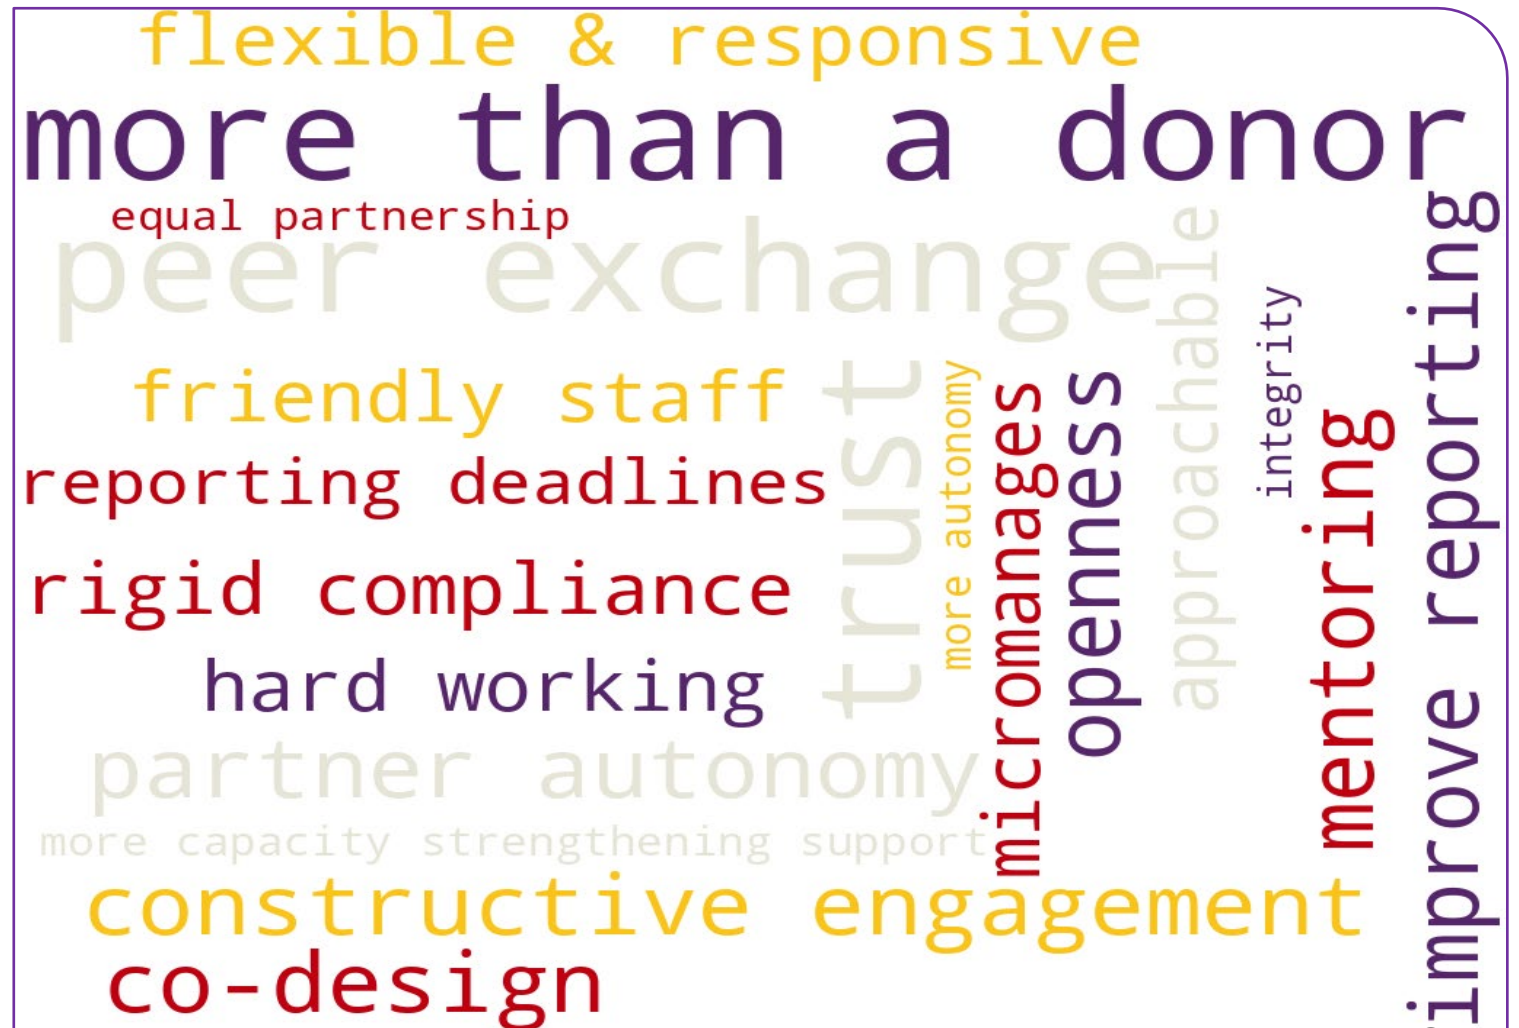 flexible & responsive
more than a donor
equal partnership
peer exchange
approachable
improve reporting
integrity
trust
more autonomy
friendly staff
openness
micromanages
mentoring
reporting deadlines
rigid compliance
hard working
partner autonomy
more capacity strengthening support
constructive engagement
co-design